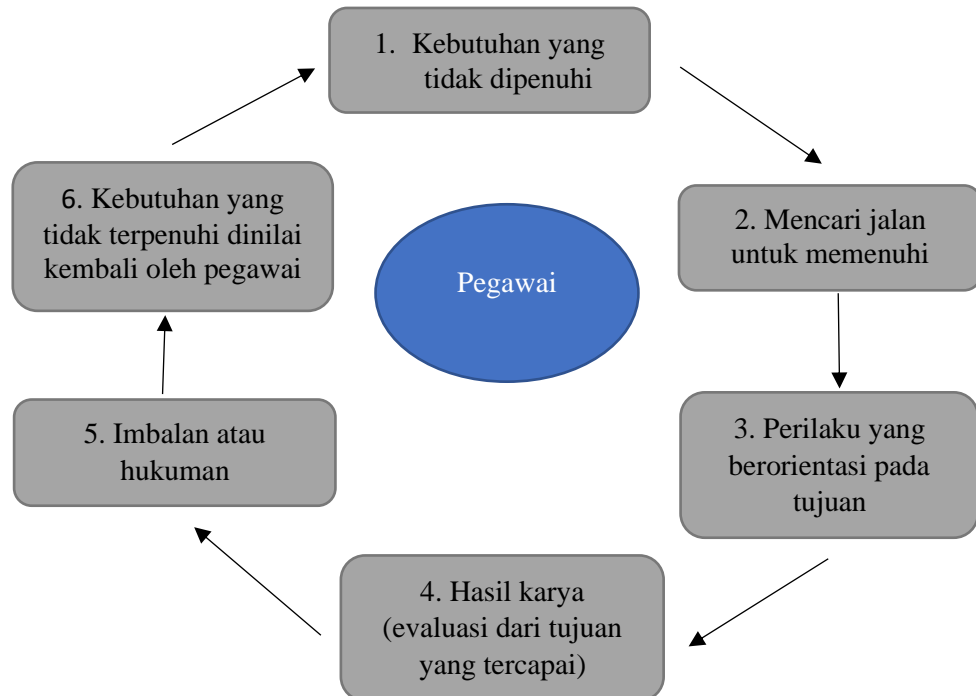 1. Kebutuhan yang
tidak dipenuhi
2. Mencari jalan
untuk memenuhi
3. Perilaku yang
berorientasi pada
tujuan
4. Hasil karya
(evaluasi dari tujuan
yang tercapai)
5. Imbalan atau
hukuman
6. Kebutuhan yang
tidak terpenuhi dinilai
kembali oleh pegawai
Pegawai